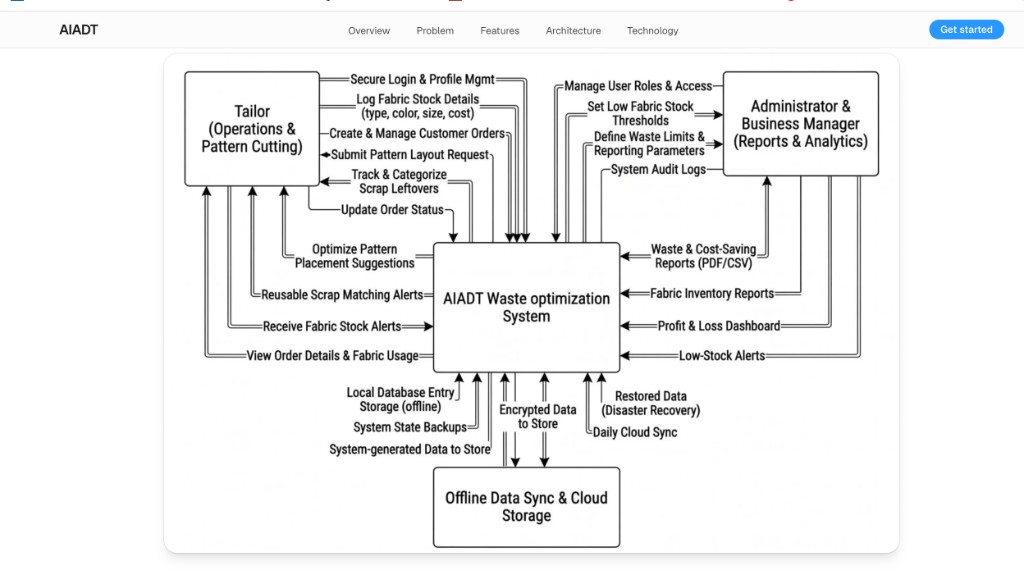 AIADT
Overview
Problem
Features
Architecture
Technology
Get started
Tailor
(Operations &
Pattern Cutting)
Secure Login & Profile Mgmt
Log Fabric Stock Details
(type, color, size, cost)
Create & Manage Customer Orders
Submit Pattern Layout Request
Track & Categorize
Scrap Leftovers
Update Order Status
Manage User Roles & Access
Set Low Fabric Stock
Thresholds
Define Waste Limits &
Reporting Parameters
System Audit Logs
Administrator &
Business Manager
(Reports & Analytics)
Optimize Pattern
Placement Suggestions
Reusable Scrap Matching Alerts
Receive Fabric Stock Alerts
View Order Details & Fabric Usage
AIADT Waste optimization
System
Waste & Cost-Saving
Reports (PDF/CSV)
Fabric Inventory Reports
Profit & Loss Dashboard
Low-Stock Alerts
Local Database Entry
Storage (offline)
System State Backups
System-generated Data to Store
Encrypted Data
to Store
Restored Data
(Disaster Recovery)
Daily Cloud Sync
Offline Data Sync & Cloud
Storage